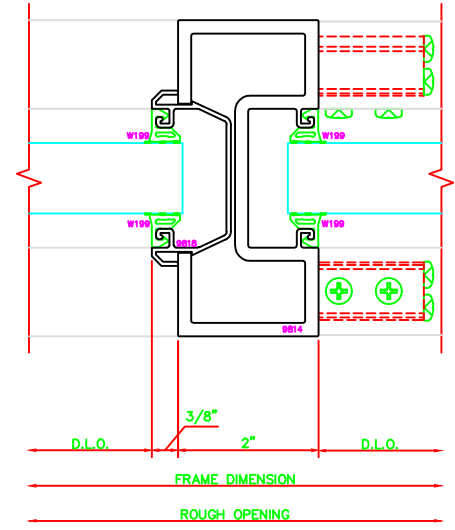 W199
W199
W199
W199
9818
9814
3/8"
D.L.O.
2"
D.L.O.
FRAME DIMENSION
ROUGH OPENING